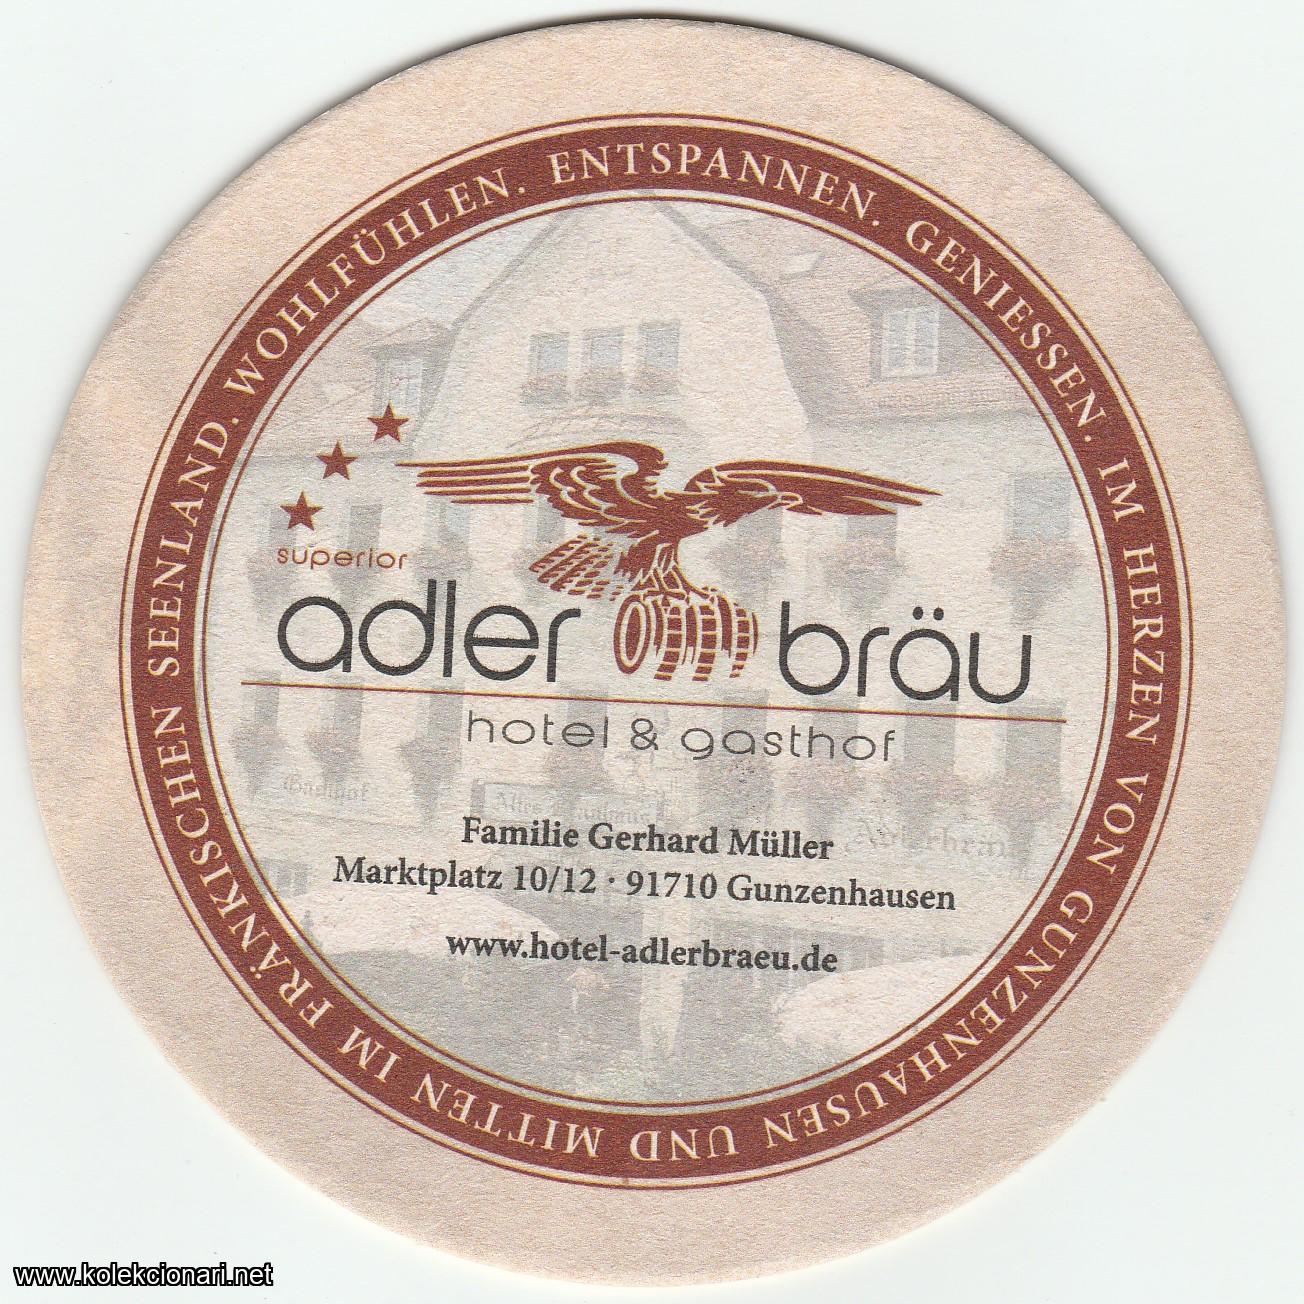 WOHLFÜHLEN. ENTSPANNEN. GENIESSEN. IM HERZEN VON GUNZENHAUSEN UND MITTEN IM FRÄNKISCHEN SEENLAND.
superior
adler bräu
hotel & gasthof
Familie Gerhard Müller
Marktplatz 10/12 · 91710 Gunzenhausen
www.hotel-adlerbraeu.de
www.kolekcionari.net